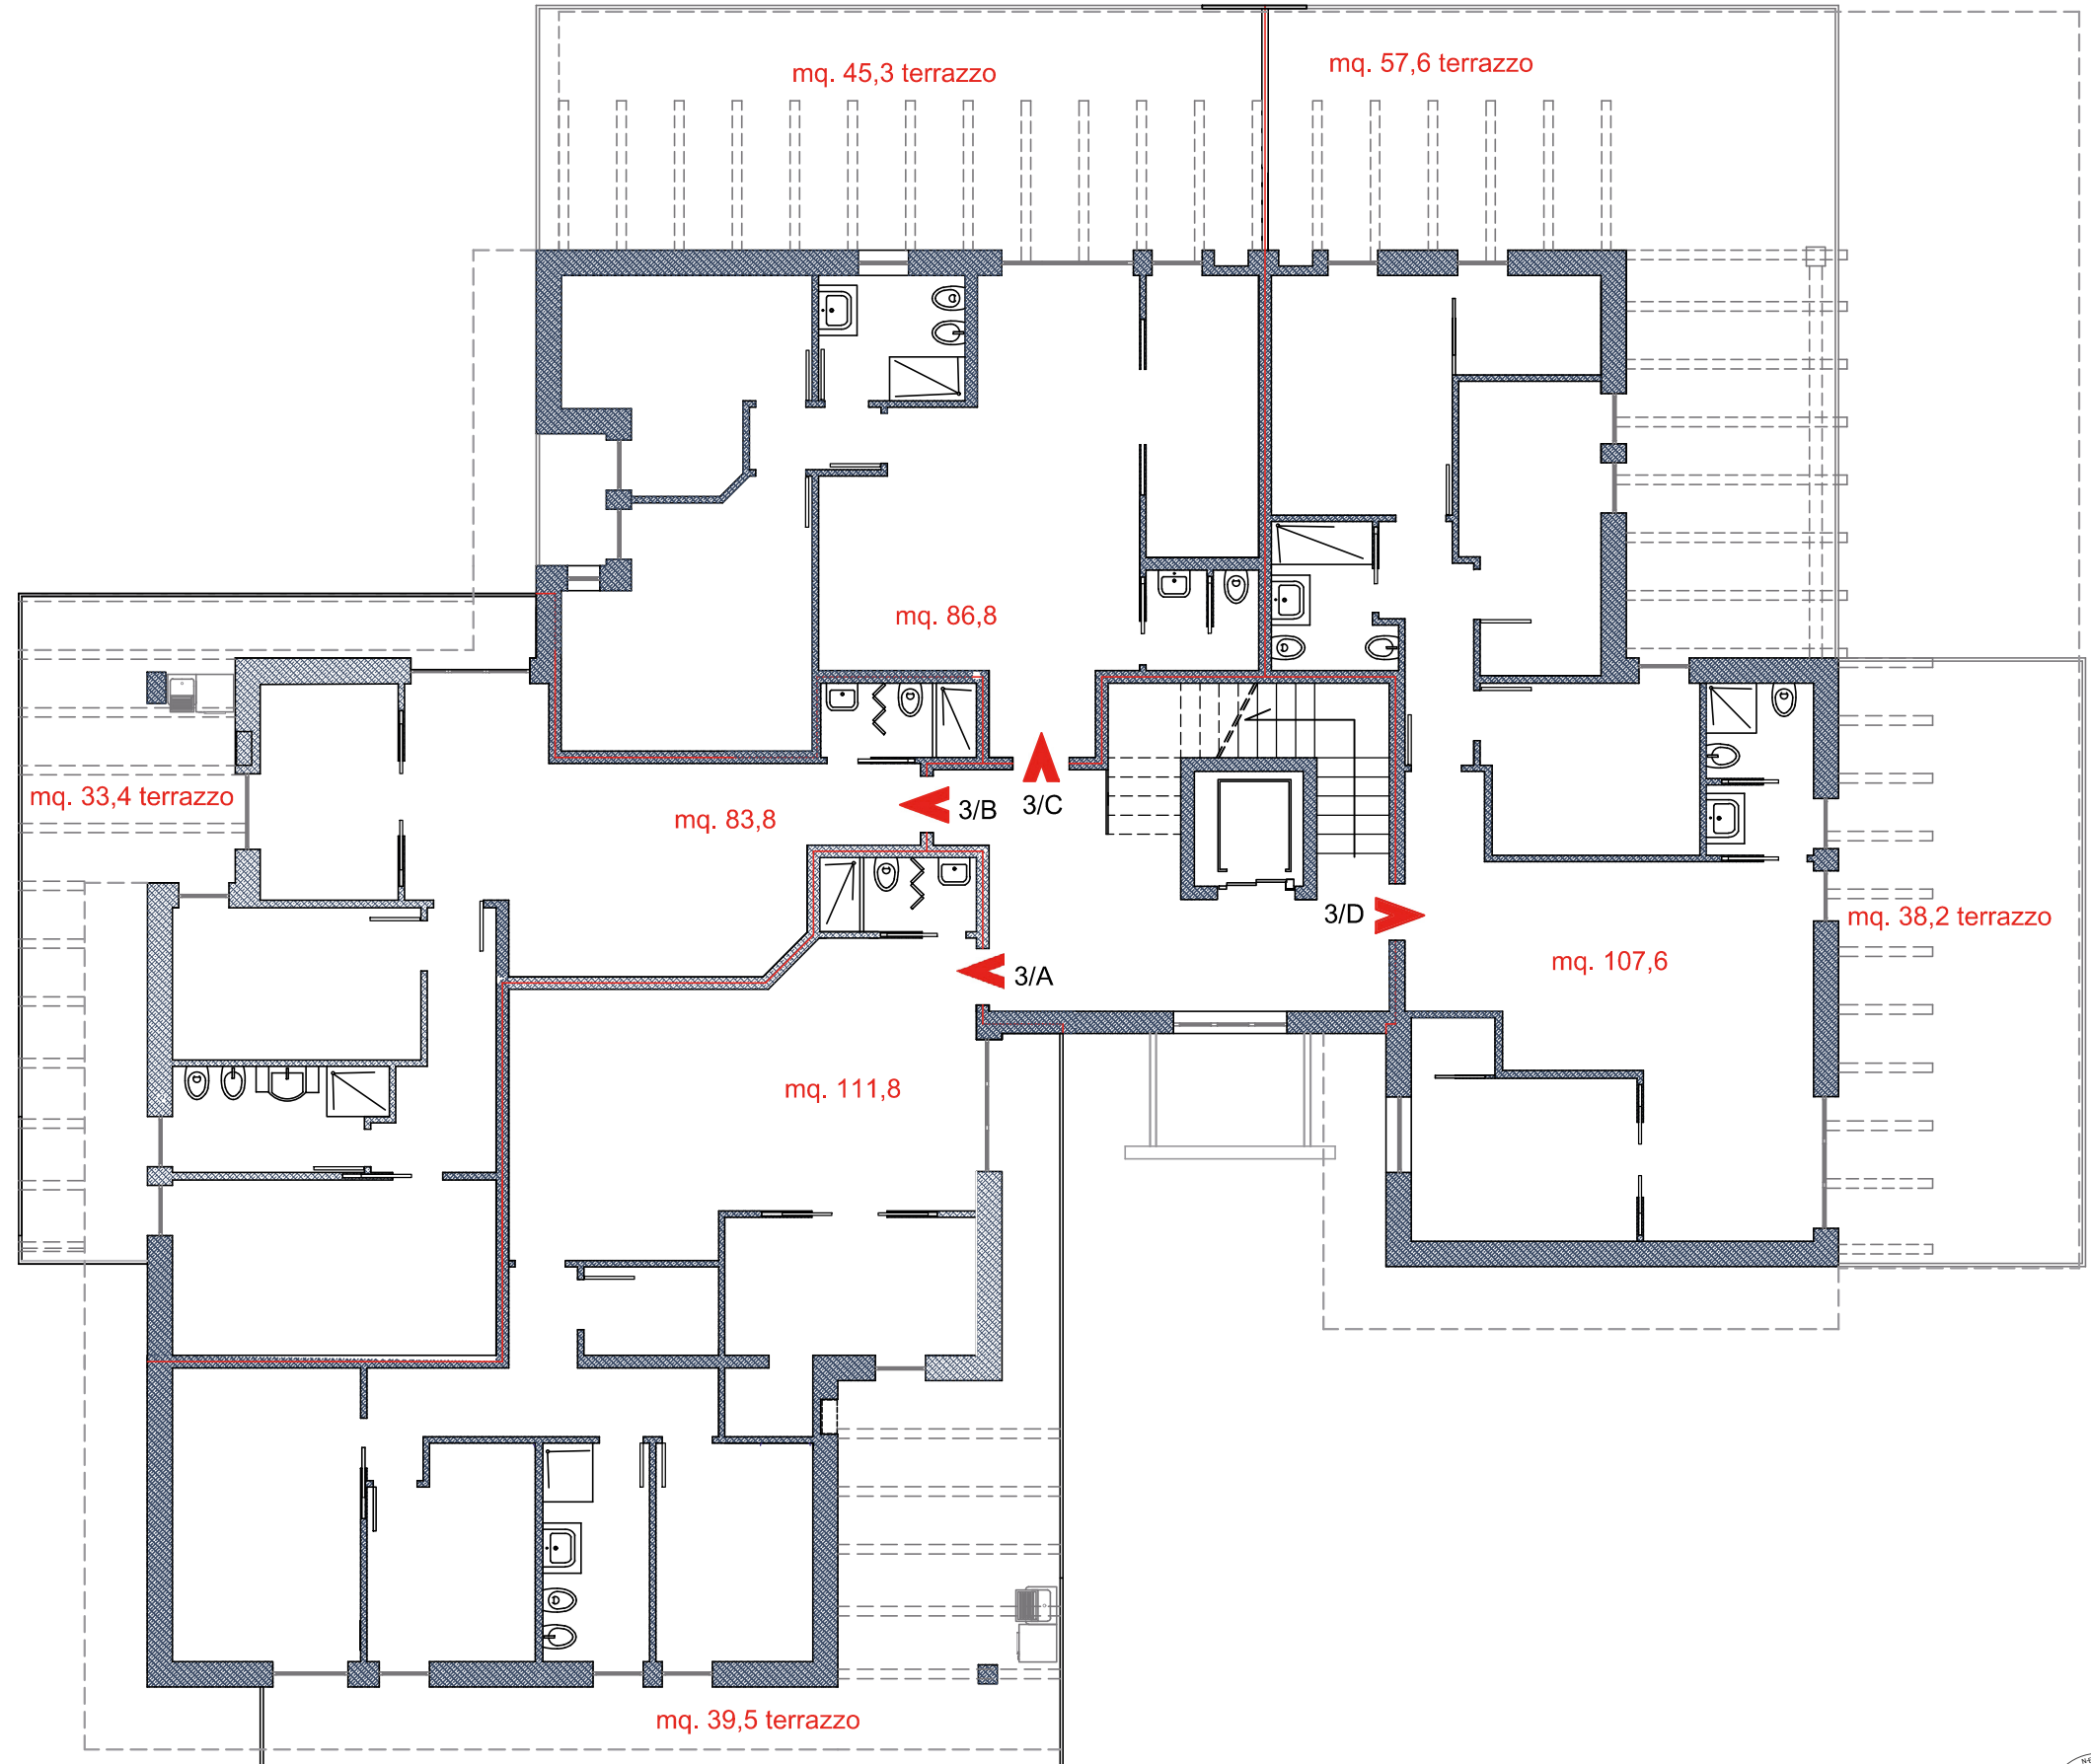 mq. 45,3 terrazzo
mq. 57,6 terrazzo
mq. 86,8
mq. 33,4 terrazzo
mq. 83,8
3/B
3/C
3/D
mq. 38,2 terrazzo
mq. 107,6
3/A
mq. 111,8
mq. 39,5 terrazzo